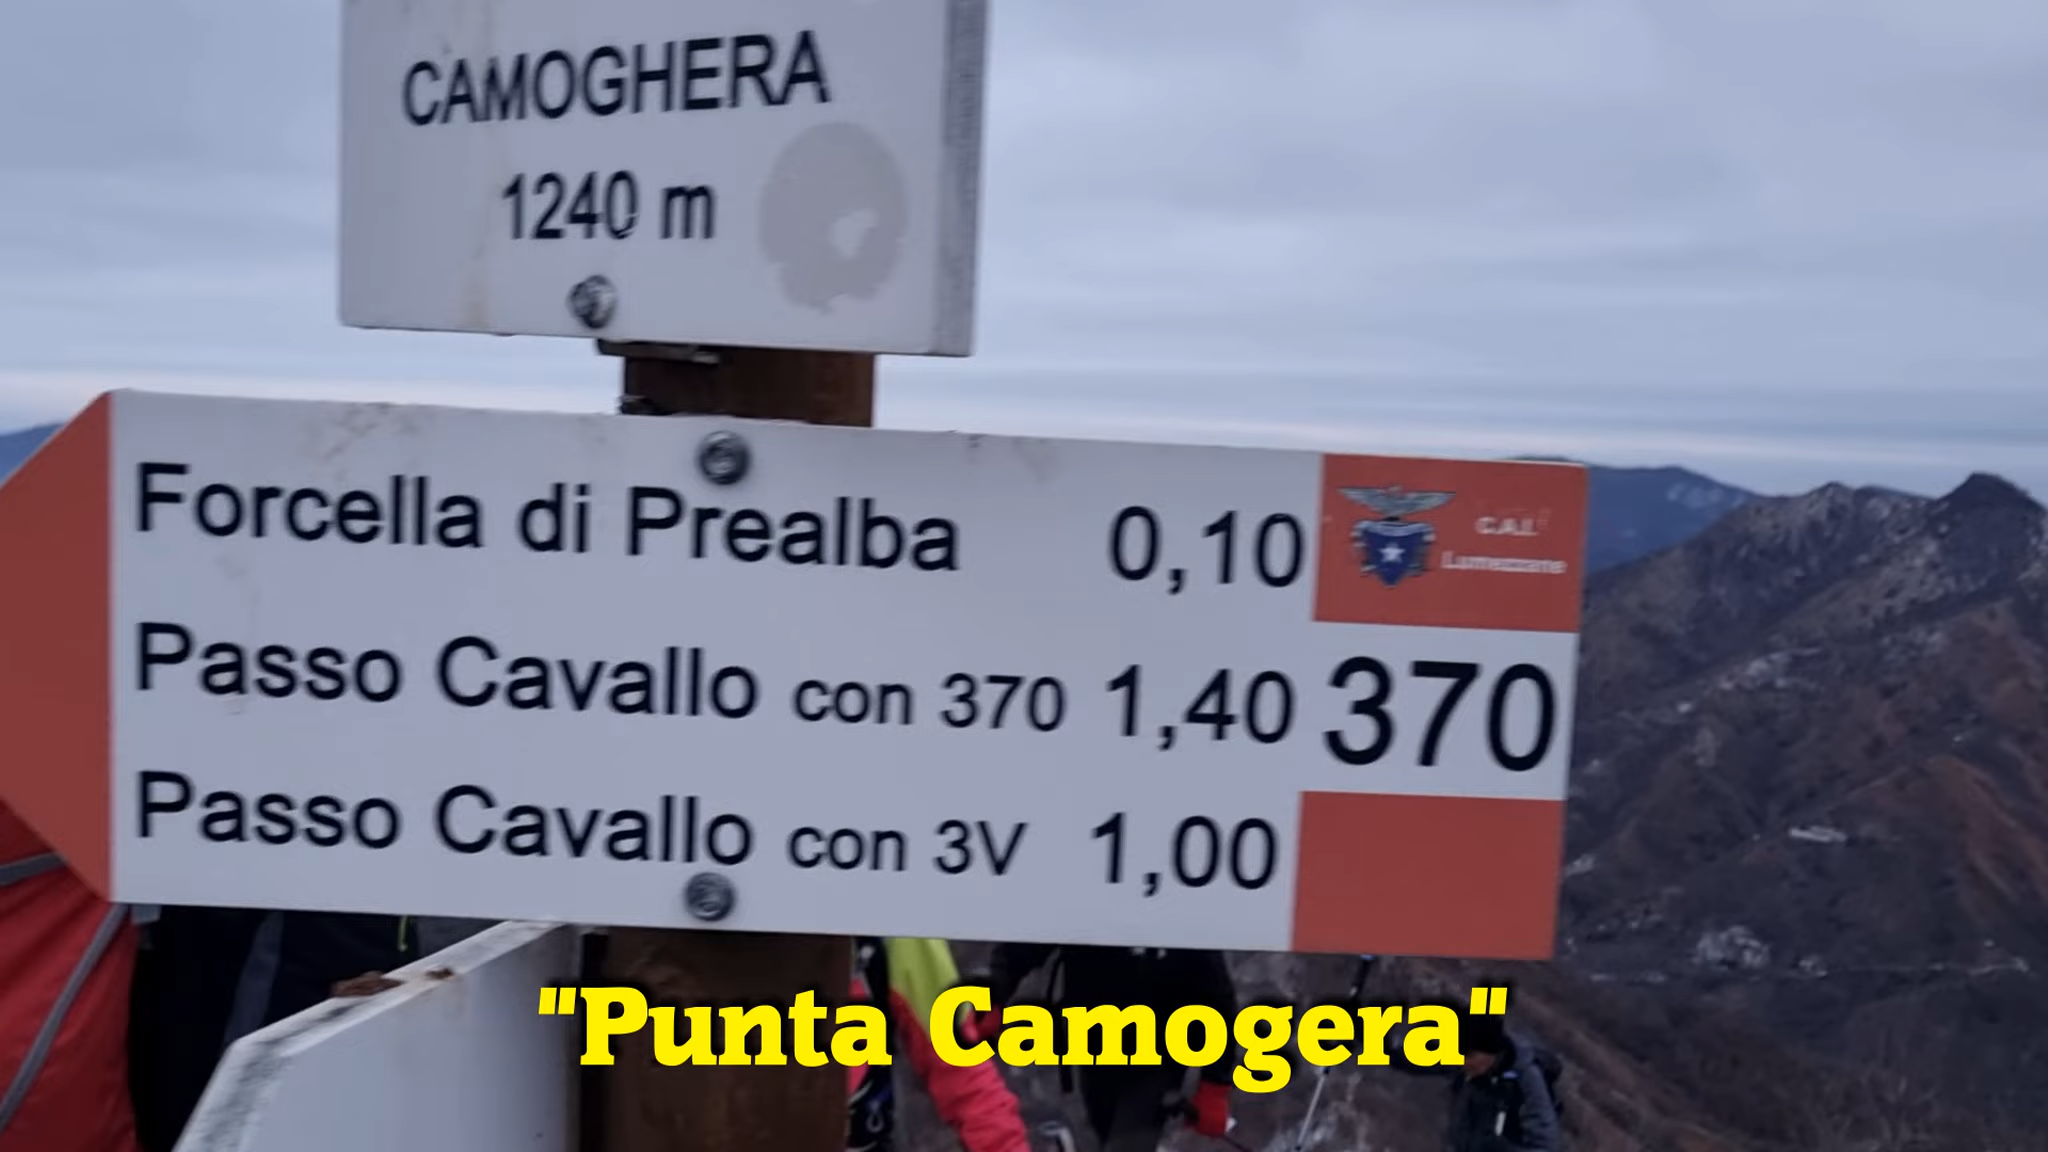 CAMOGHERA
1240 m
Forcella di Prealba 0,10
C.A.I.
Lumezzane
Passo Cavallo con 370 1,40 370
Passo Cavallo con 3V 1,00
"Punta Camogera"